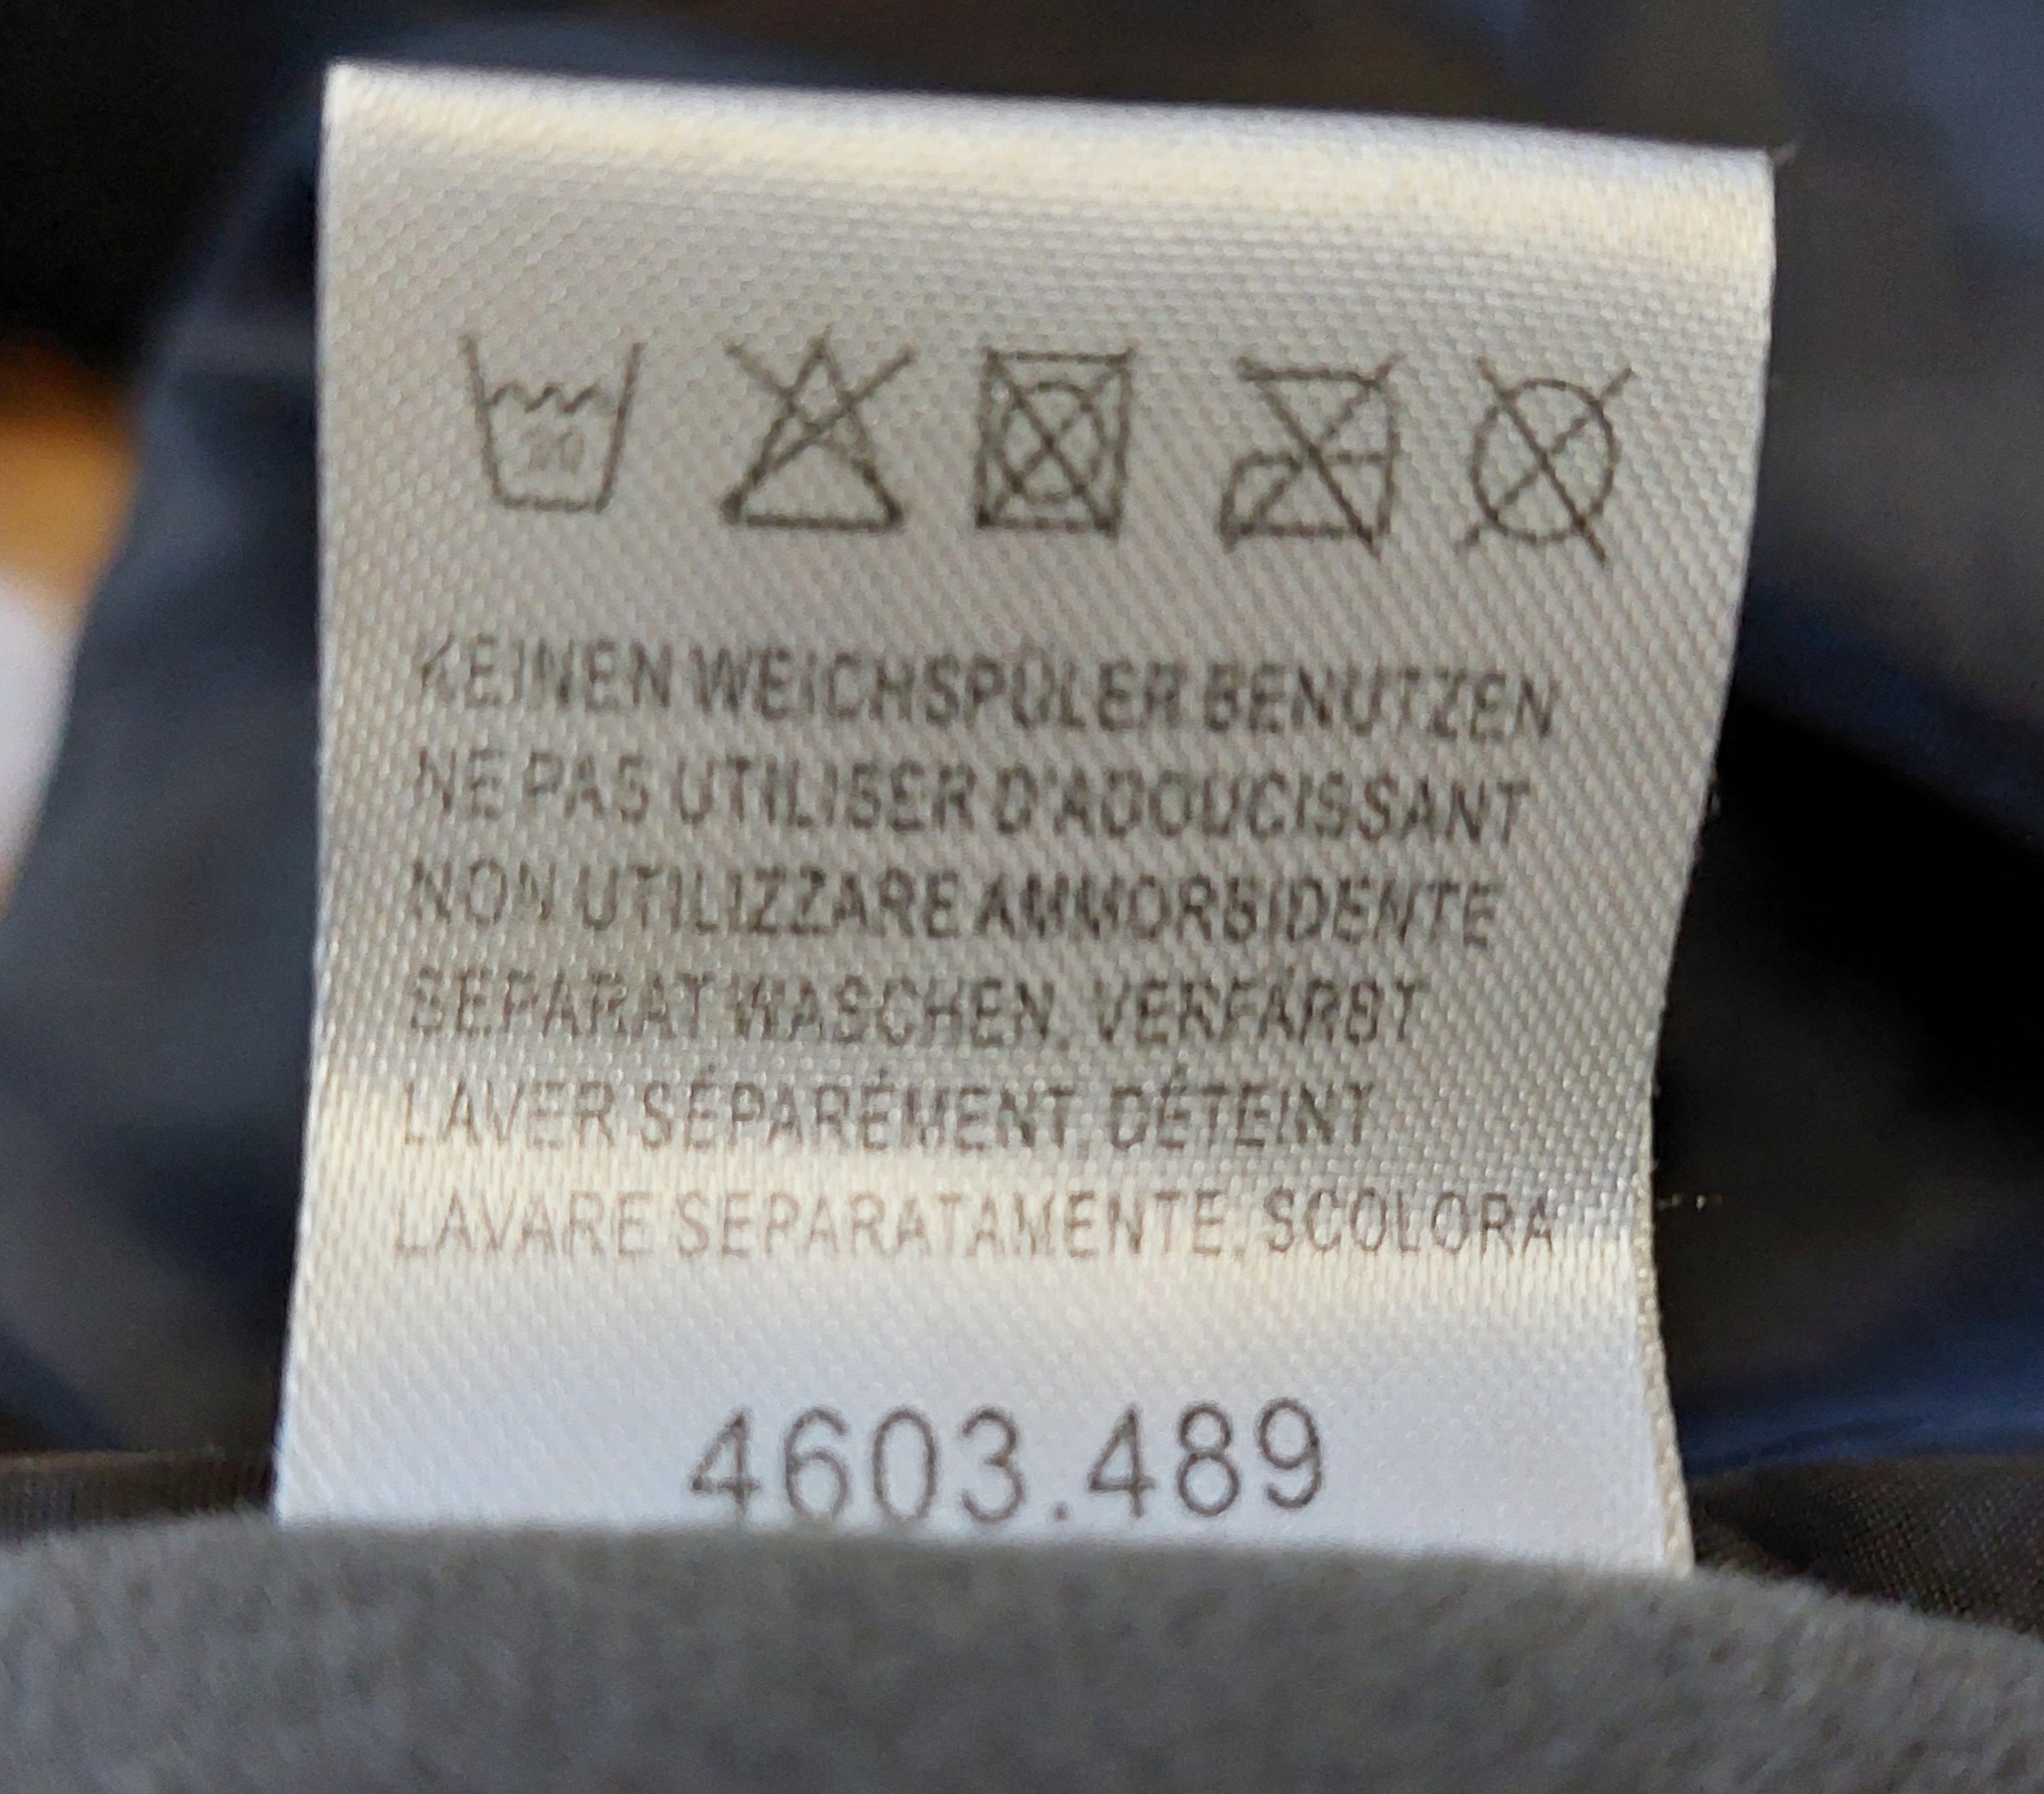 30
KEINEN WEICHSPÜLER BENUTZEN
NE PAS UTILISER D'ADOUCISSANT
NON UTILIZZARE AMMORBIDENTE
SEPARAT WASCHEN, VERFÄRBT
LAVER SÉPARÉMENT, DÉTEINT
LAVARE SEPARATAMENTE, SCOLORA
4603.489